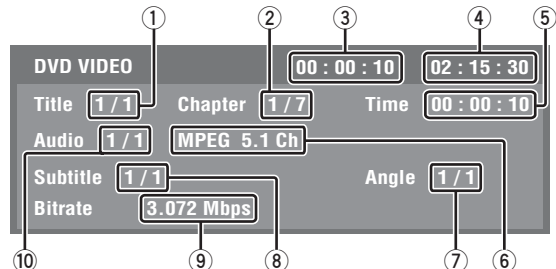 ① ② ③ ④ ⑤
DVD VIDEO 00 : 00 : 10 02 : 15 : 30
Title 1 / 1 Chapter 1 / 7 Time 00 : 00 : 10
Audio 1 / 1 MPEG 5.1 Ch
Subtitle 1 / 1 Angle 1 / 1
Bitrate 3.072 Mbps
⑩ ⑨ ⑧ ⑦ ⑥